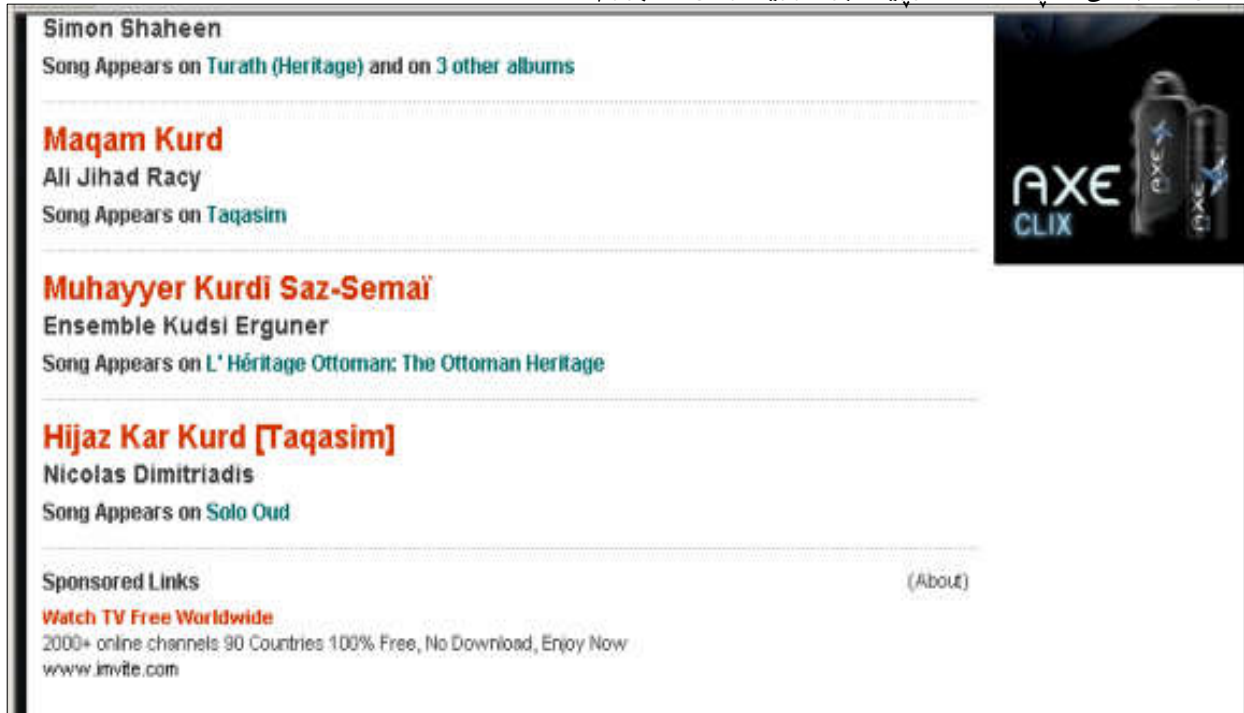 Simon Shaheen
Song Appears on Turath (Heritage) and on 3 other albums
Maqam Kurd
Ali Jihad Racy
Song Appears on Taqasim
Muhayyer Kurdî Saz-Semaï
Ensemble Kudsi Erguner
Song Appears on L' Héritage Ottoman: The Ottoman Heritage
Hijaz Kar Kurd [Taqasim]
Nicolas Dimitriadis
Song Appears on Solo Oud
Sponsored Links (About)
Watch TV Free Worldwide
2000+ online channels 90 Countries 100% Free, No Download, Enjoy Now
www.imvite.com
AXE
CLIX
AXE
AXE